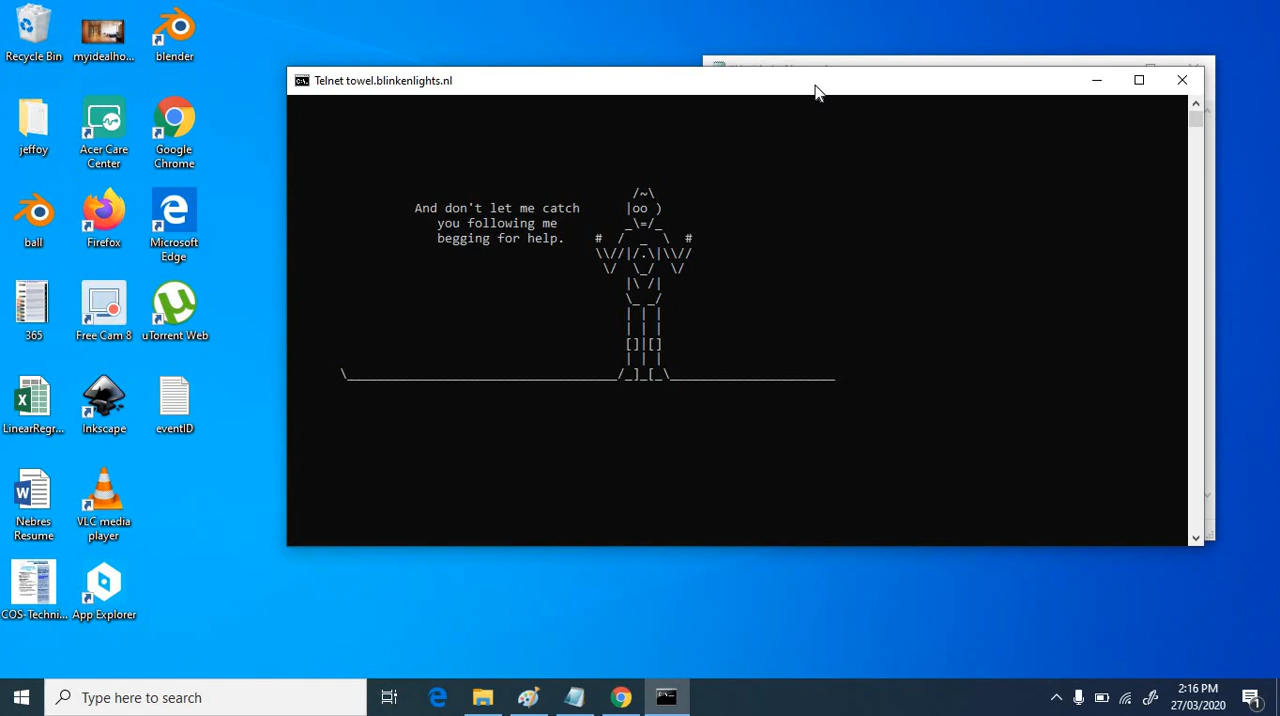 Recycle Bin
myidealho...
blender
jeffoy
Acer Care
Center
Google
Chrome
ball
Firefox
Microsoft
Edge
365
Free Cam 8
uTorrent Web
LinearRegr...
Inkscape
eventID
Nebres
Resume
VLC media
player
COS-Techni...
App Explorer
Telnet towel.blinkenlights.nl
And don't let me catch
you following me
begging for help.
Type here to search
2:16 PM
27/03/2020
1